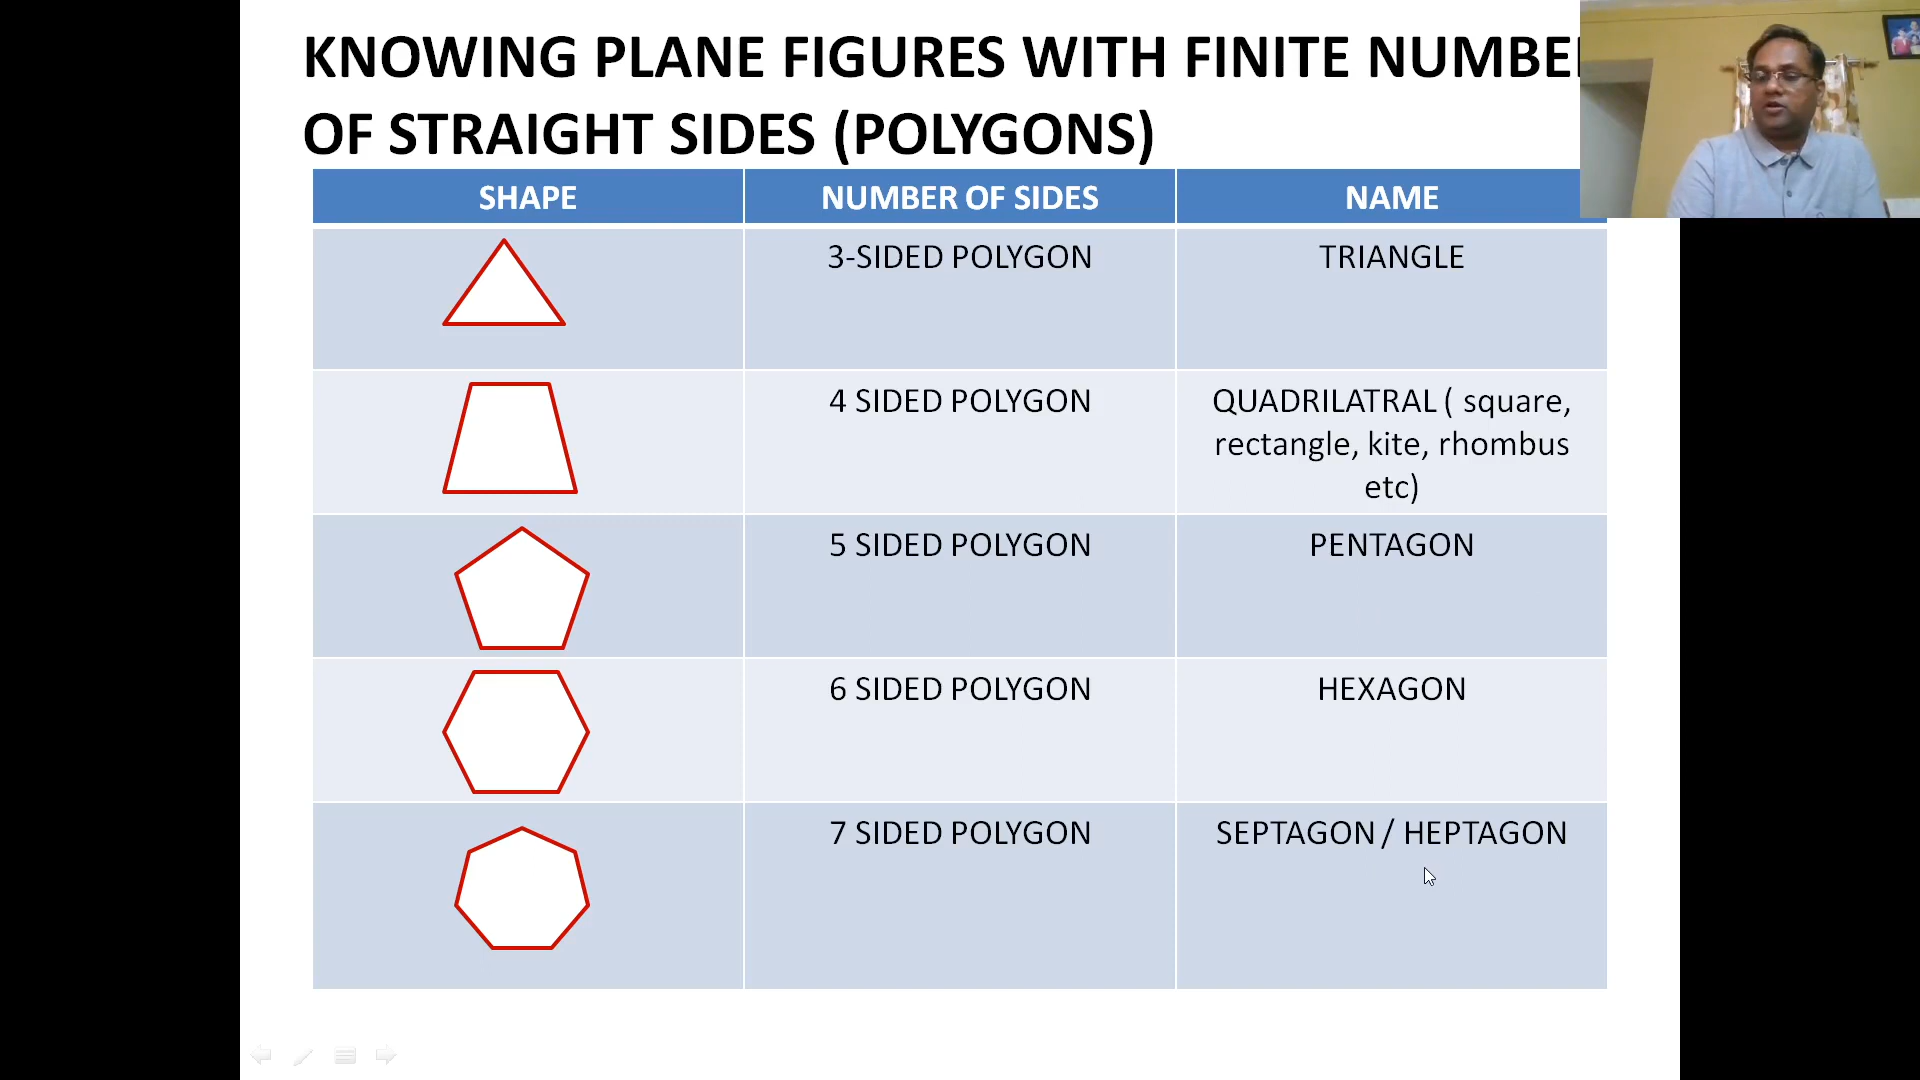 KNOWING PLANE FIGURES WITH FINITE NUMBE
OF STRAIGHT SIDES (POLYGONS)
SHAPE NUMBER OF SIDES NAME
3-SIDED POLYGON TRIANGLE
4 SIDED POLYGON QUADRILATRAL ( square,
rectangle, kite, rhombus
etc)
5 SIDED POLYGON PENTAGON
6 SIDED POLYGON HEXAGON
7 SIDED POLYGON SEPTAGON / HEPTAGON